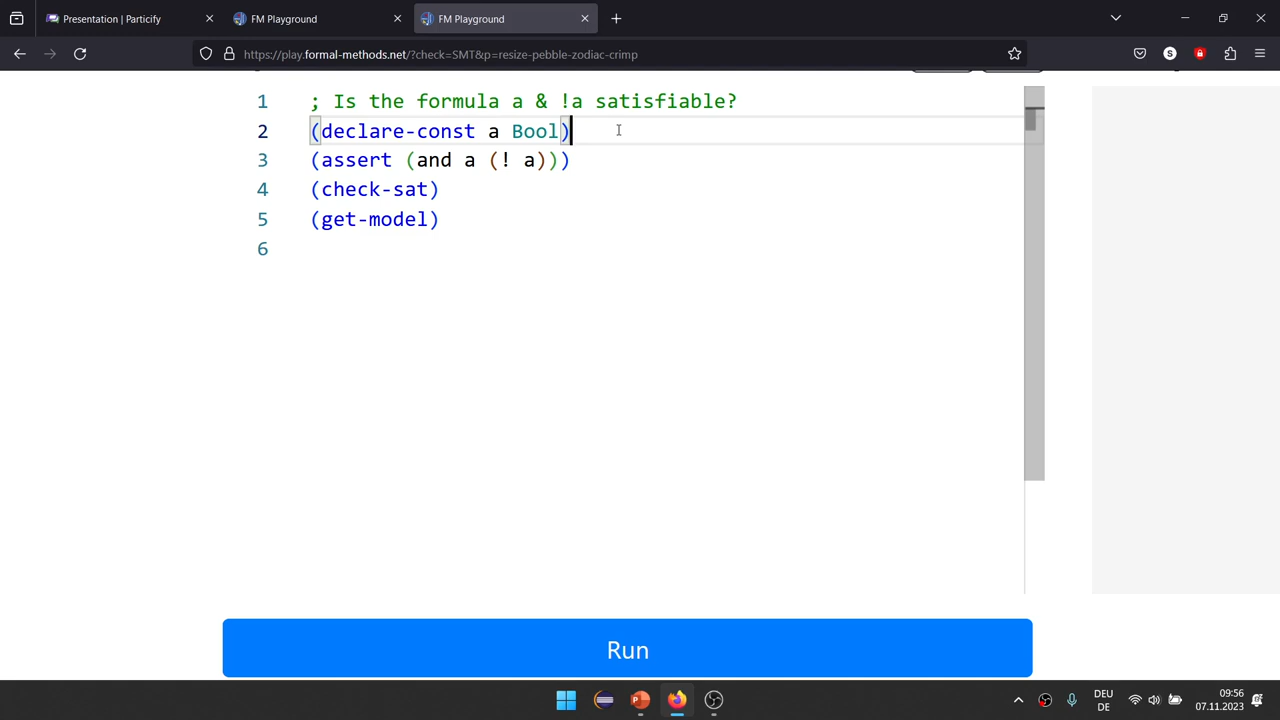 Presentation | Particify
FM Playground
FM Playground
https://play.formal-methods.net/?check=SMT&p=resize-pebble-zodiac-crimp
S
1 ; Is the formula a & !a satisfiable?
2 (declare-const a Bool)
3 (assert (and a (! a)))
4 (check-sat)
5 (get-model)
6
Run
DEU
DE
09:56
07.11.2023